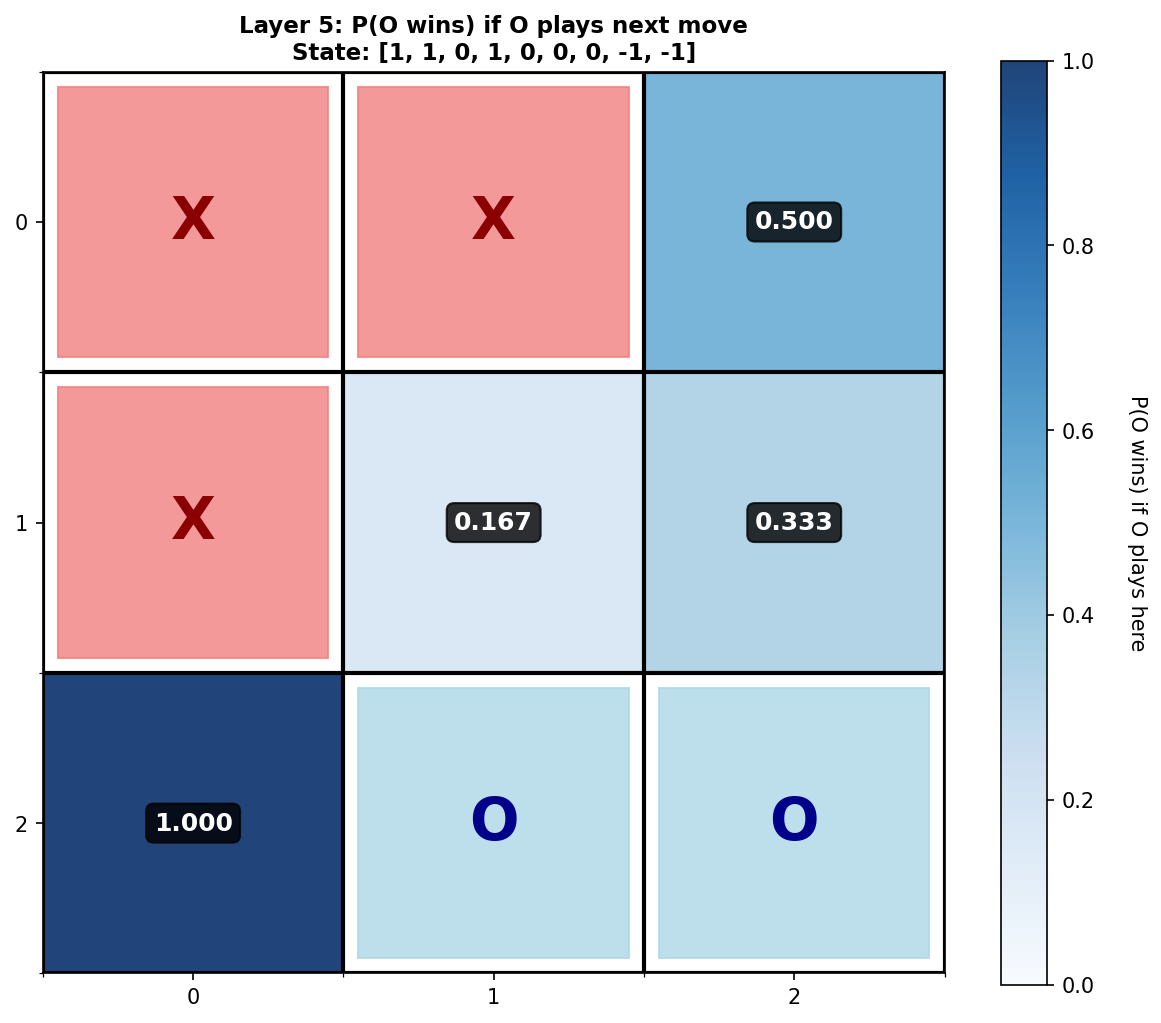 Layer 5: P(O wins) if O plays next move
State: [1, 1, 0, 1, 0, 0, 0, -1, -1]
0
X
X
0.500
1
X
0.167
0.333
2
1.000
O
O
0
1
2
1.0
0.8
0.6
0.4
0.2
0.0
P(O wins) if O plays here